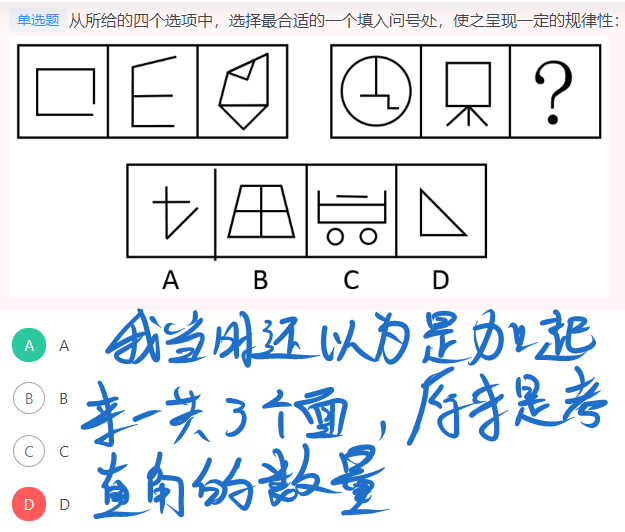 单选题 从所给的四个选项中，选择最合适的一个填入问号处，使之呈现一定的规律性：
?
A B C D
A A
B B
C C
D D
我当时还以为是加起
来一共3个面，原来是考
直角的数量